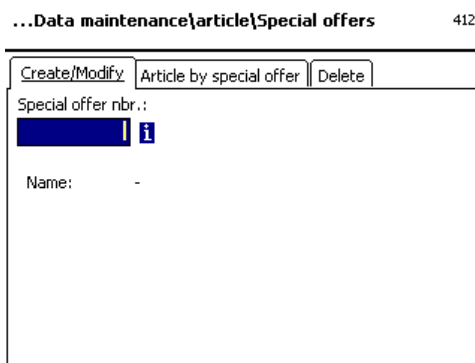 ...Data maintenance\article\Special offers 412
Create/Modify Article by special offer Delete
Special offer nbr.:
i
Name: -